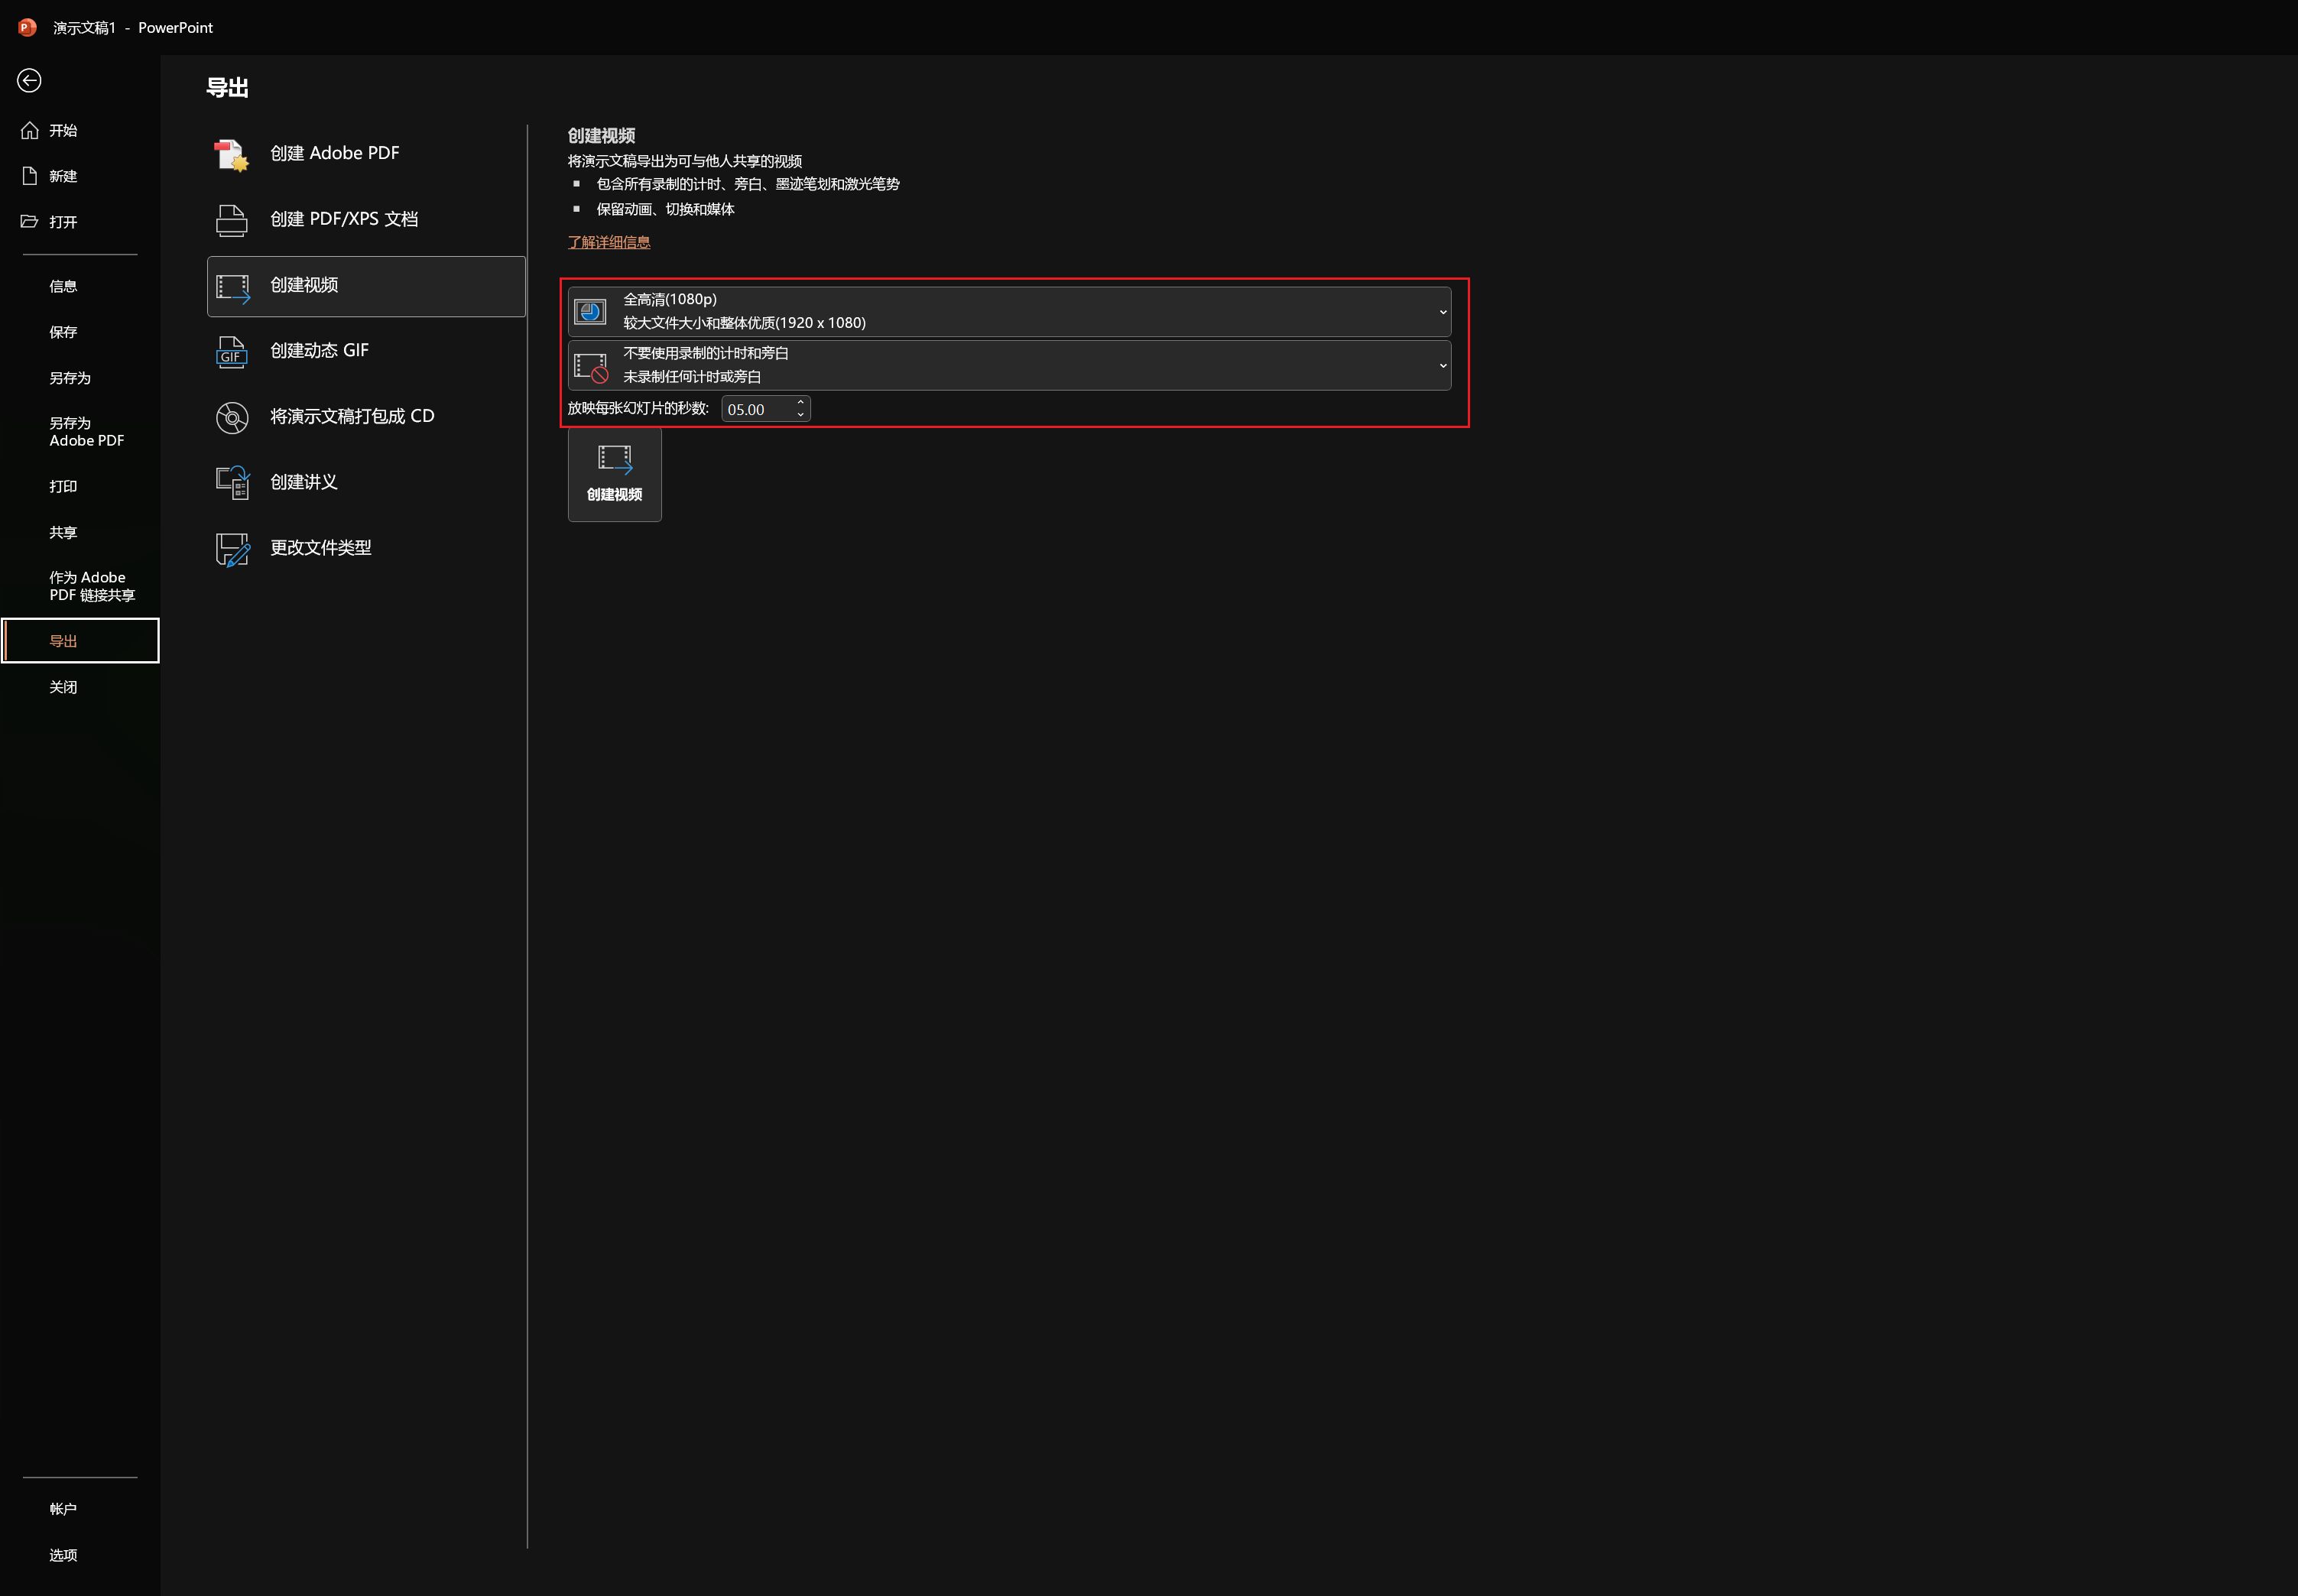 演示文稿1 - PowerPoint
开始
新建
打开
信息
保存
另存为
另存为
Adobe PDF
打印
共享
作为 Adobe
PDF 链接共享
导出
关闭
帐户
选项
导出
创建 Adobe PDF
创建 PDF/XPS 文档
创建视频
创建动态 GIF
GIF
将演示文稿打包成 CD
创建讲义
更改文件类型
创建视频
将演示文稿导出为可与他人共享的视频
▪ 包含所有录制的计时、旁白、墨迹笔划和激光笔势
▪ 保留动画、切换和媒体
了解详细信息
全高清(1080p)
较大文件大小和整体优质(1920 x 1080)
不要使用录制的计时和旁白
未录制任何计时或旁白
放映每张幻灯片的秒数: 05.00
创建视频